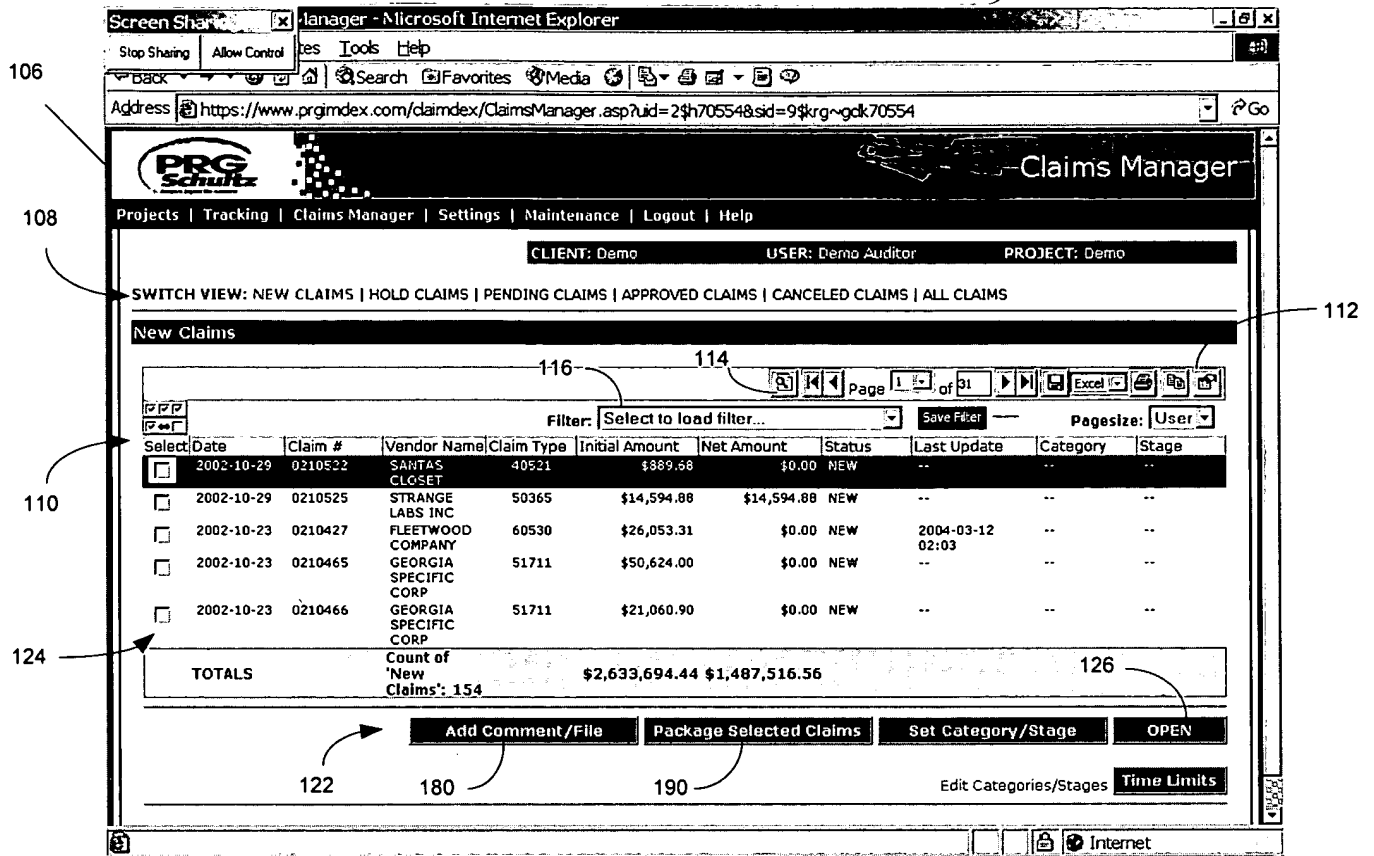 Screen Shari Manager - Microsoft Internet Explorer
Stop Sharing Allow Control tes Tools Help
Back Search Favorites Media
106
Address https://www.prgimdex.com/claimdex/ClaimsManager.asp?uid=2$h70554&sid=9$krg~gdk70554 Go
PRG Schultz
Claims Manager
108
Projects | Tracking | Claims Manager | Settings | Maintenance | Logout | Help
CLIENT: Demo USER: Demo Auditor PROJECT: Demo
SWITCH VIEW: NEW CLAIMS | HOLD CLAIMS | PENDING CLAIMS | APPROVED CLAIMS | CANCELED CLAIMS | ALL CLAIMS
112
New Claims
116 114
Page 1 of 31 Excel
Filter: Select to load filter... Save Filter Pagesize: User
110
Select Date Claim # Vendor Name Claim Type Initial Amount Net Amount Status Last Update Category Stage
2002-10-29 0210522 SANTAS CLOSET 40521 $889.68 $0.00 NEW -- -- --
2002-10-29 0210525 STRANGE LABS INC 50365 $14,594.88 $14,594.88 NEW -- -- --
2002-10-23 0210427 FLEETWOOD COMPANY 60530 $26,053.31 $0.00 NEW 2004-03-12 02:03 -- --
2002-10-23 0210465 GEORGIA SPECIFIC CORP 51711 $50,624.00 $0.00 NEW -- -- --
2002-10-23 0210466 GEORGIA SPECIFIC CORP 51711 $21,060.90 $0.00 NEW -- -- --
124
TOTALS Count of 'New Claims': 154 $2,633,694.44 $1,487,516.56
126
Add Comment/File Package Selected Claims Set Category/Stage OPEN
122 180 190
Edit Categories/Stages Time Limits
Internet